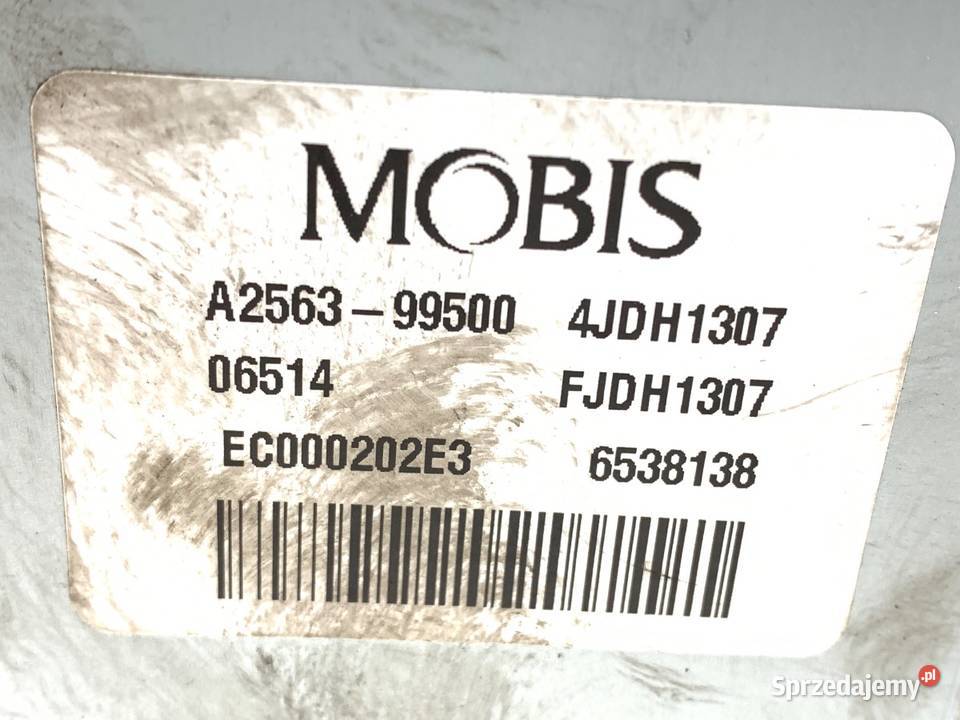 MOBIS
A2563-99500 4JDH1307
06514 FJDH1307
EC000202E3 6538138
Sprzedajemy.pl